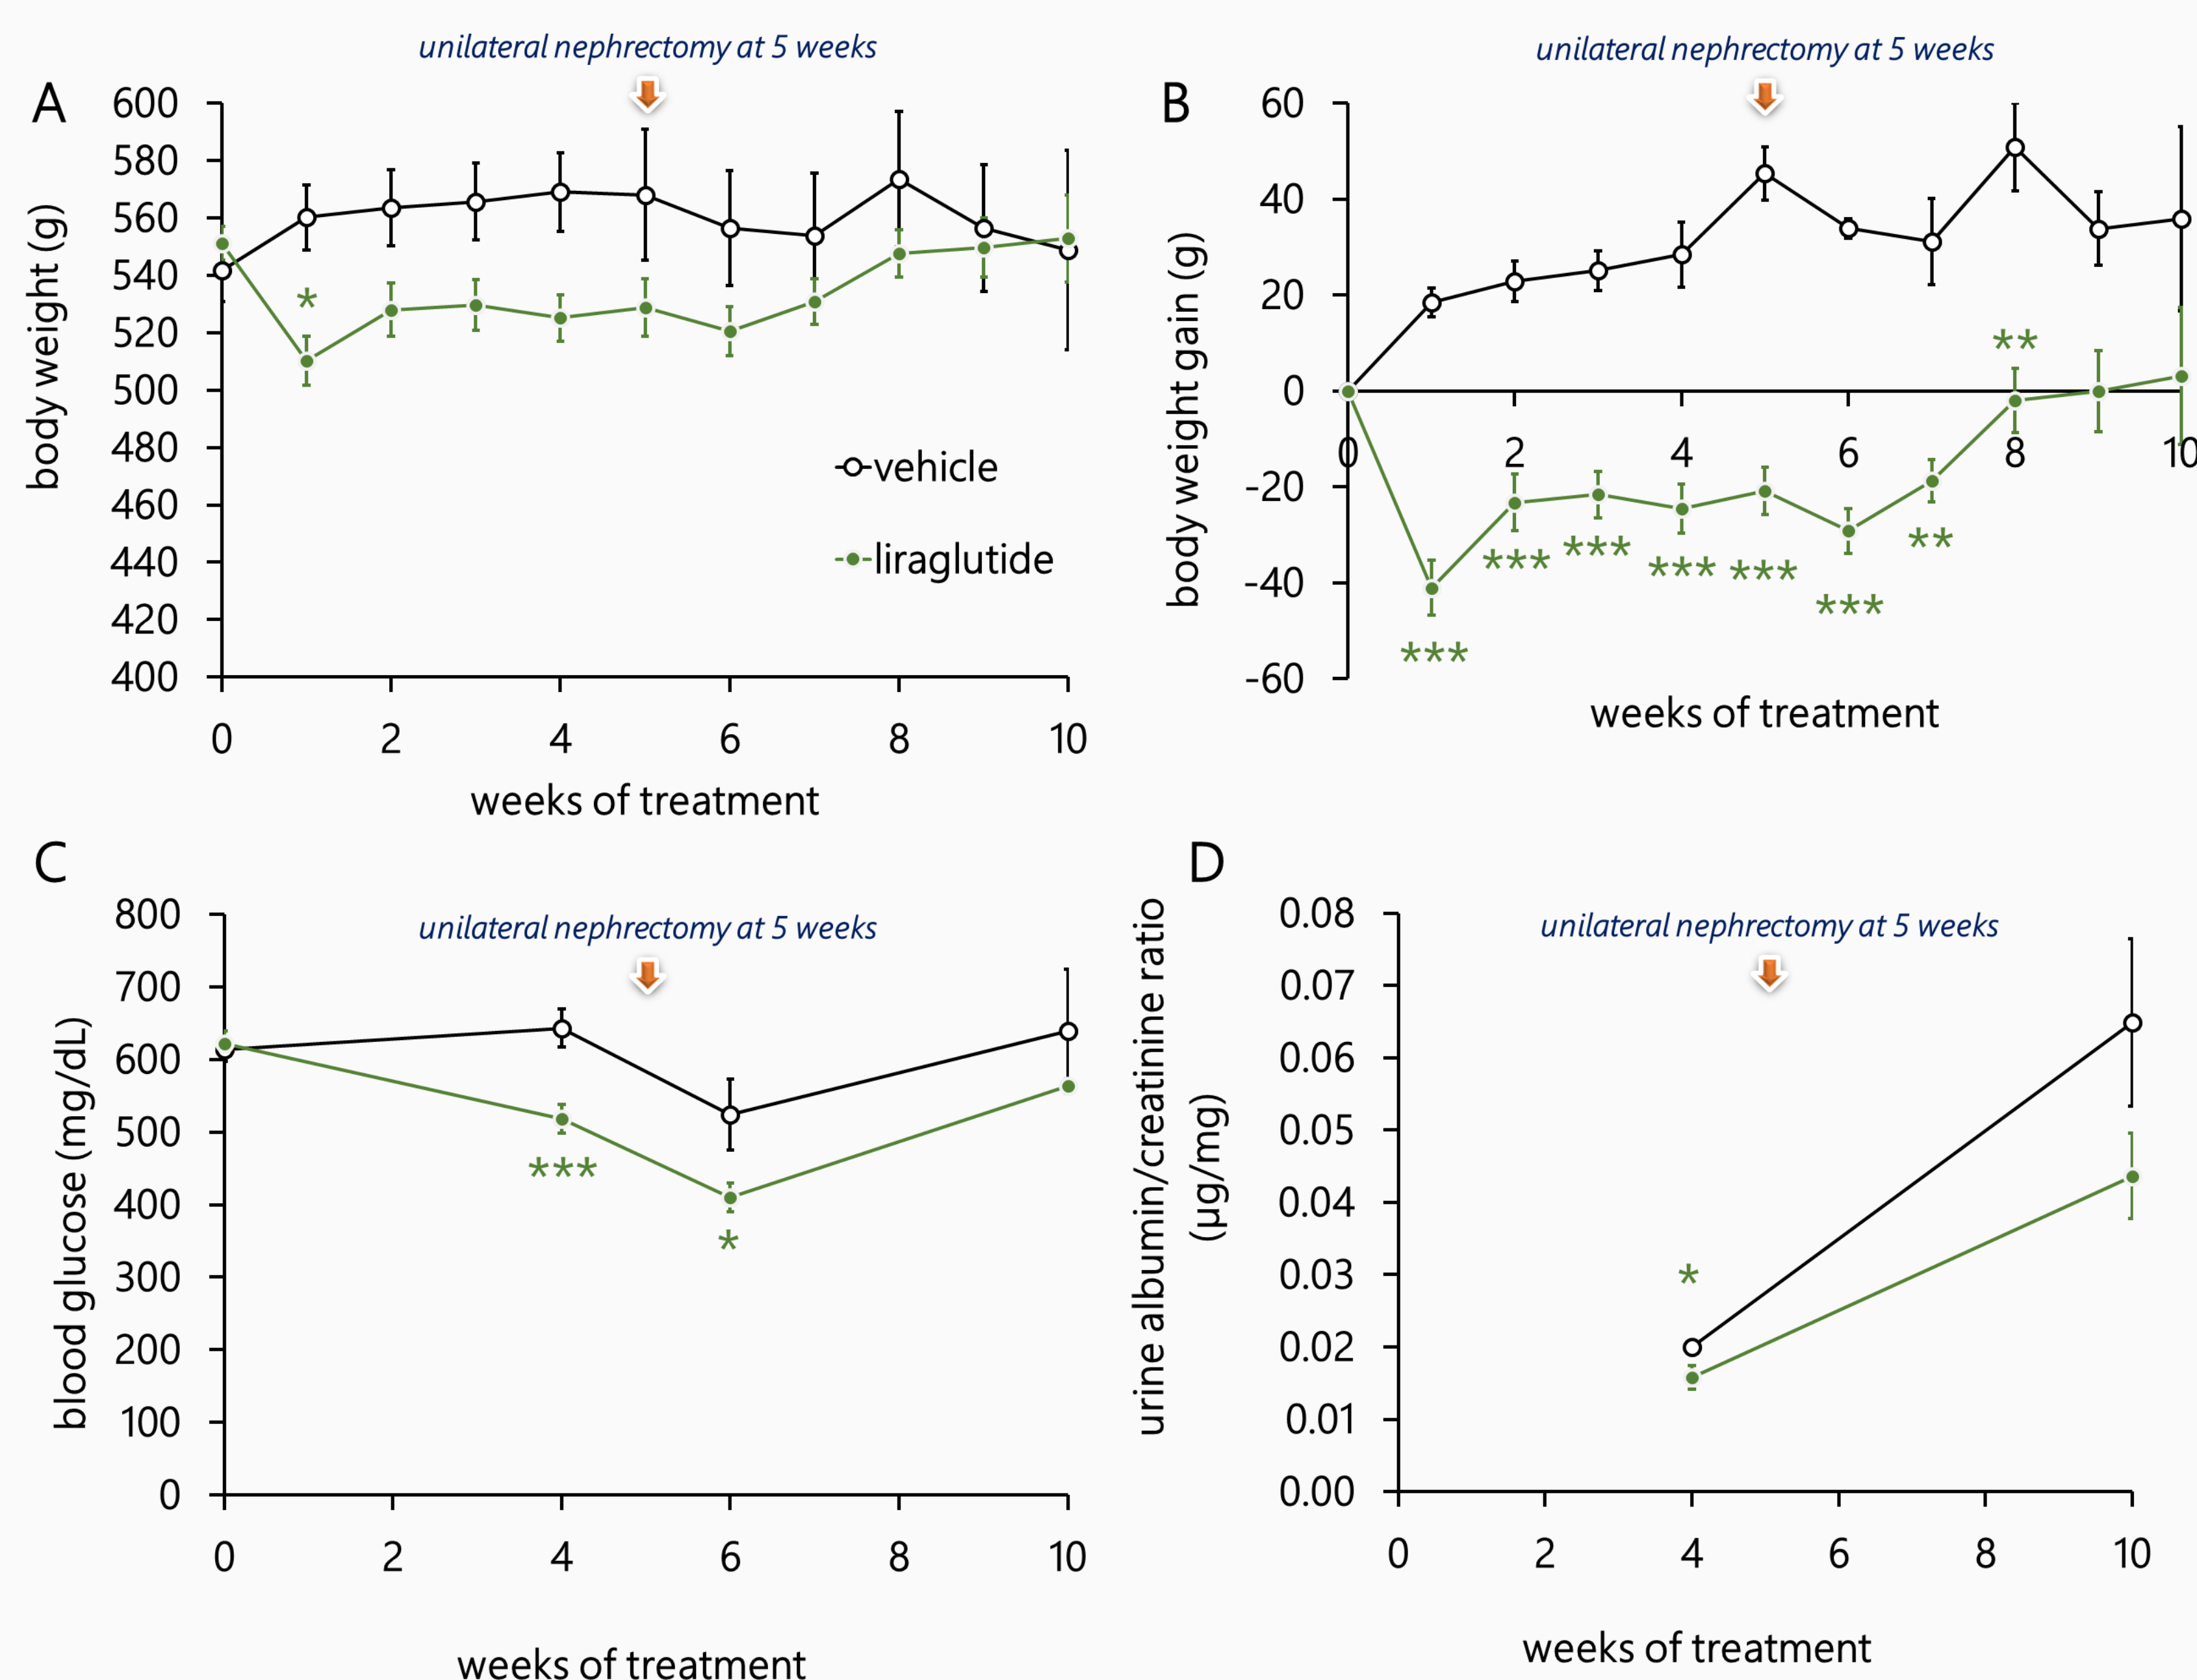 unilateral nephrectomy at 5 weeks
A
600
580
560
540
520
500
480
460
440
420
400
body weight (g)
*
vehicle
liraglutide
0 2 4 6 8 10
weeks of treatment
unilateral nephrectomy at 5 weeks
B
60
40
20
0
-20
-40
-60
body weight gain (g)
**
0 2 4 6 8 10
*** *** *** *** *** *** **
weeks of treatment
C
800
700
600
500
400
300
200
100
0
blood glucose (mg/dL)
unilateral nephrectomy at 5 weeks
***
*
0 2 4 6 8 10
weeks of treatment
D
0.08
0.07
0.06
0.05
0.04
0.03
0.02
0.01
0.00
urine albumin/creatinine ratio
(µg/mg)
unilateral nephrectomy at 5 weeks
*
0 2 4 6 8 10
weeks of treatment